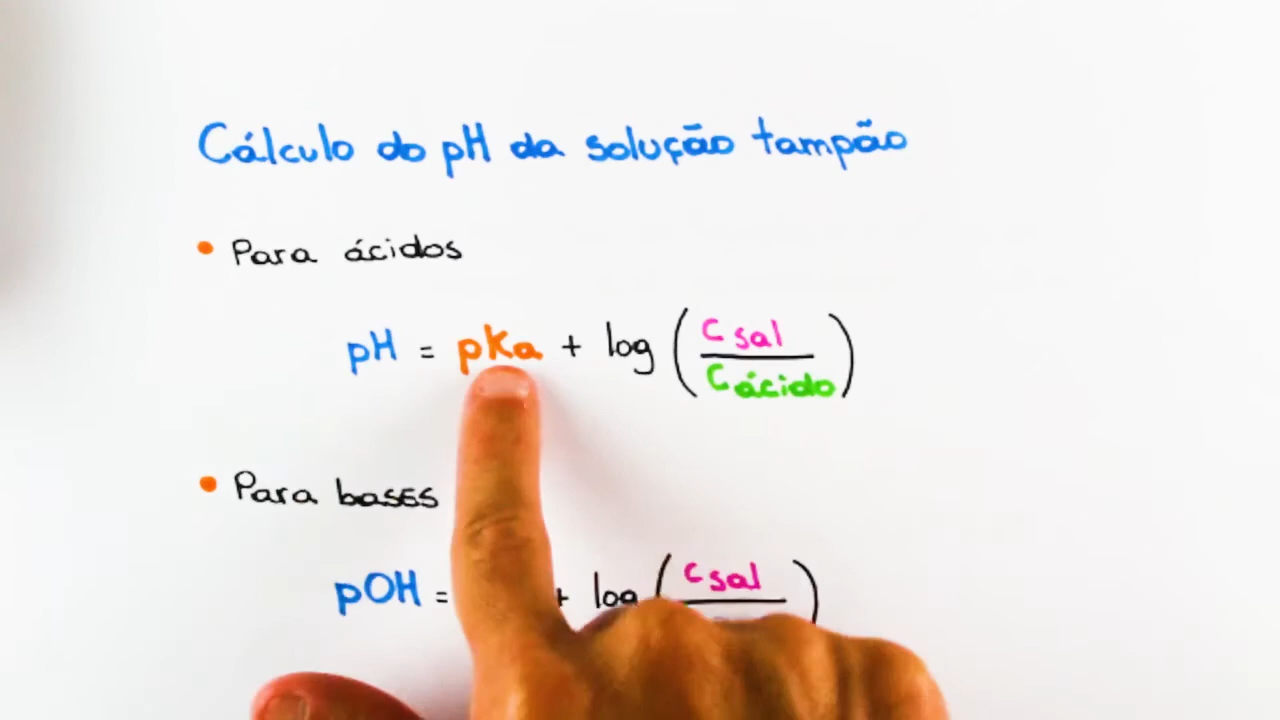 Cálculo do pH da solução tampão
• Para ácidos
pH = pKa + log (C sal / C ácido)
• Para bases
pOH = + log (C sal